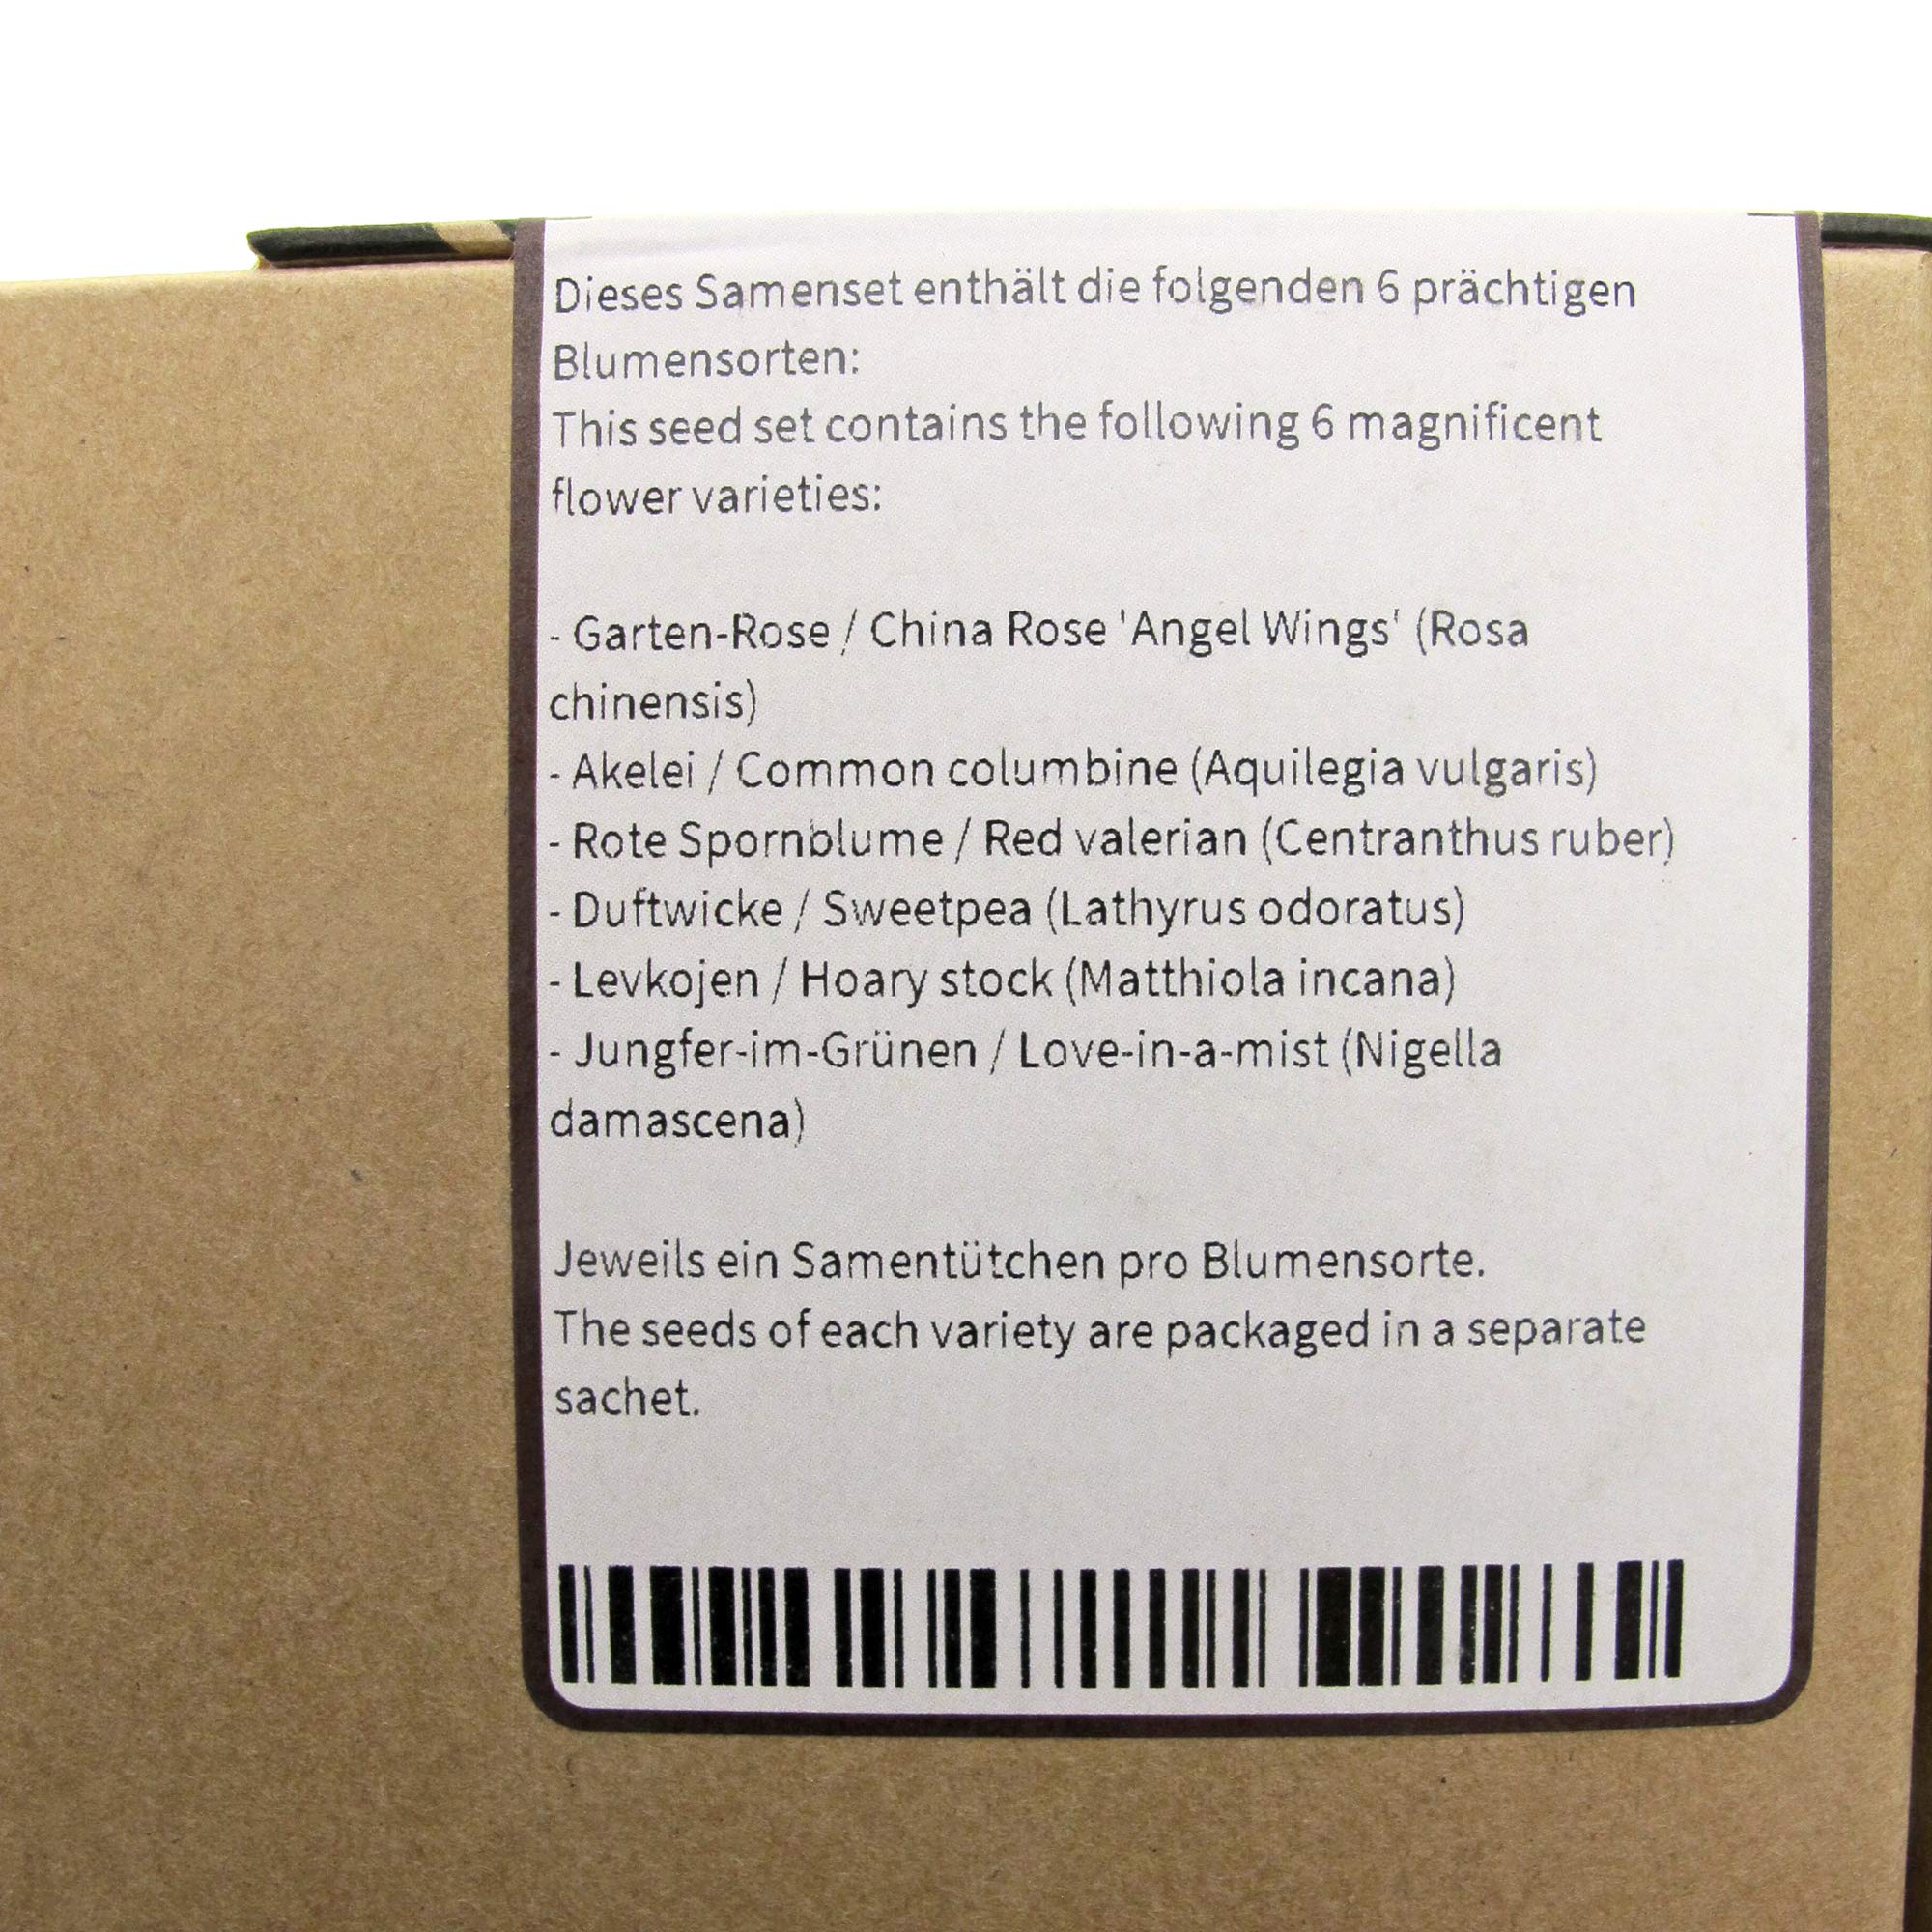 Dieses Samenset enthält die folgenden 6 prächtigen
Blumensorten:
This seed set contains the following 6 magnificent
flower varieties:
- Garten-Rose / China Rose 'Angel Wings' (Rosa
chinensis)
- Akelei / Common columbine (Aquilegia vulgaris)
- Rote Spornblume / Red valerian (Centranthus ruber)
- Duftwicke / Sweetpea (Lathyrus odoratus)
- Levkojen / Hoary stock (Matthiola incana)
- Jungfer-im-Grünen / Love-in-a-mist (Nigella
damascena)
Jeweils ein Samentütchen pro Blumensorte.
The seeds of each variety are packaged in a separate
sachet.